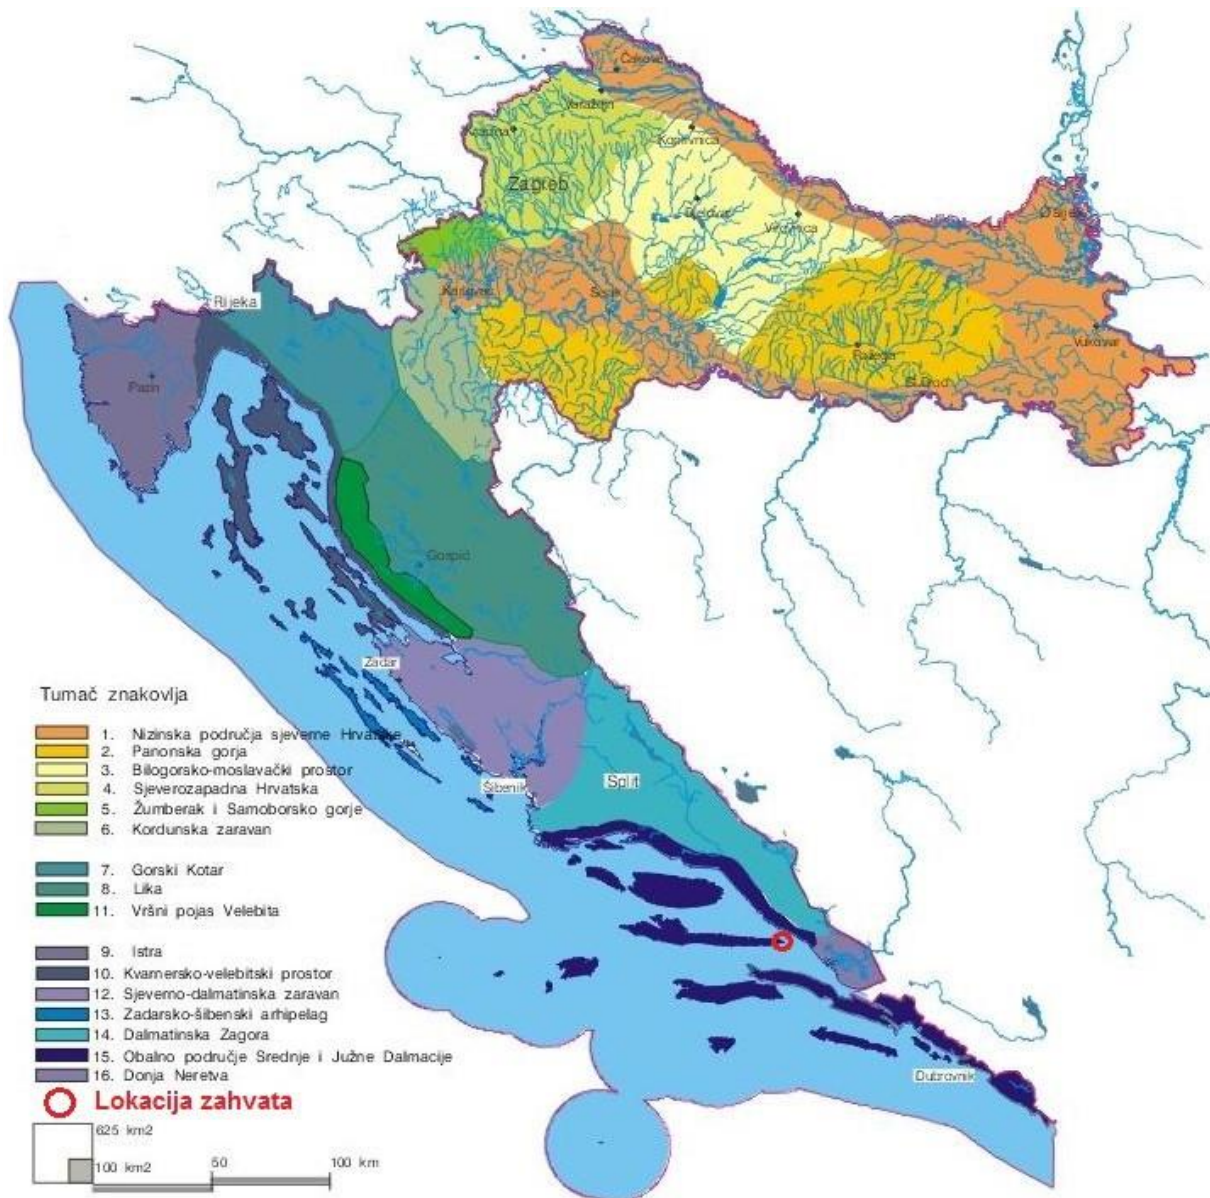 Čakovec
Varaždin
Krapina
Koprivnica
Zagreb
Bjelovar
Virovitica
Osijek
Karlovac
Sisak
Rijeka
Vukovar
Požega
Sl.Brod
Pazin
Gospić
Zadar
Tumač znakovlja
1. Nizinska područja sjeverne Hrvatske
2. Panonska gorja
3. Bilogorsko-moslavački prostor
4. Sjeverozapadna Hrvatska
5. Žumberak i Samoborsko gorje
6. Kordunska zaravan
Šibenik
Split
7. Gorski Kotar
8. Lika
11. Vršni pojas Velebita
9. Istra
10. Kvarnersko-velebitski prostor
12. Sjeverno-dalmatinska zaravan
13. Zadarsko-šibenski arhipelag
14. Dalmatinska Zagora
15. Obalno područje Srednje i Južne Dalmacije
16. Donja Neretva
Dubrovnik
Lokacija zahvata
625 km2
100 km2
50
100 km